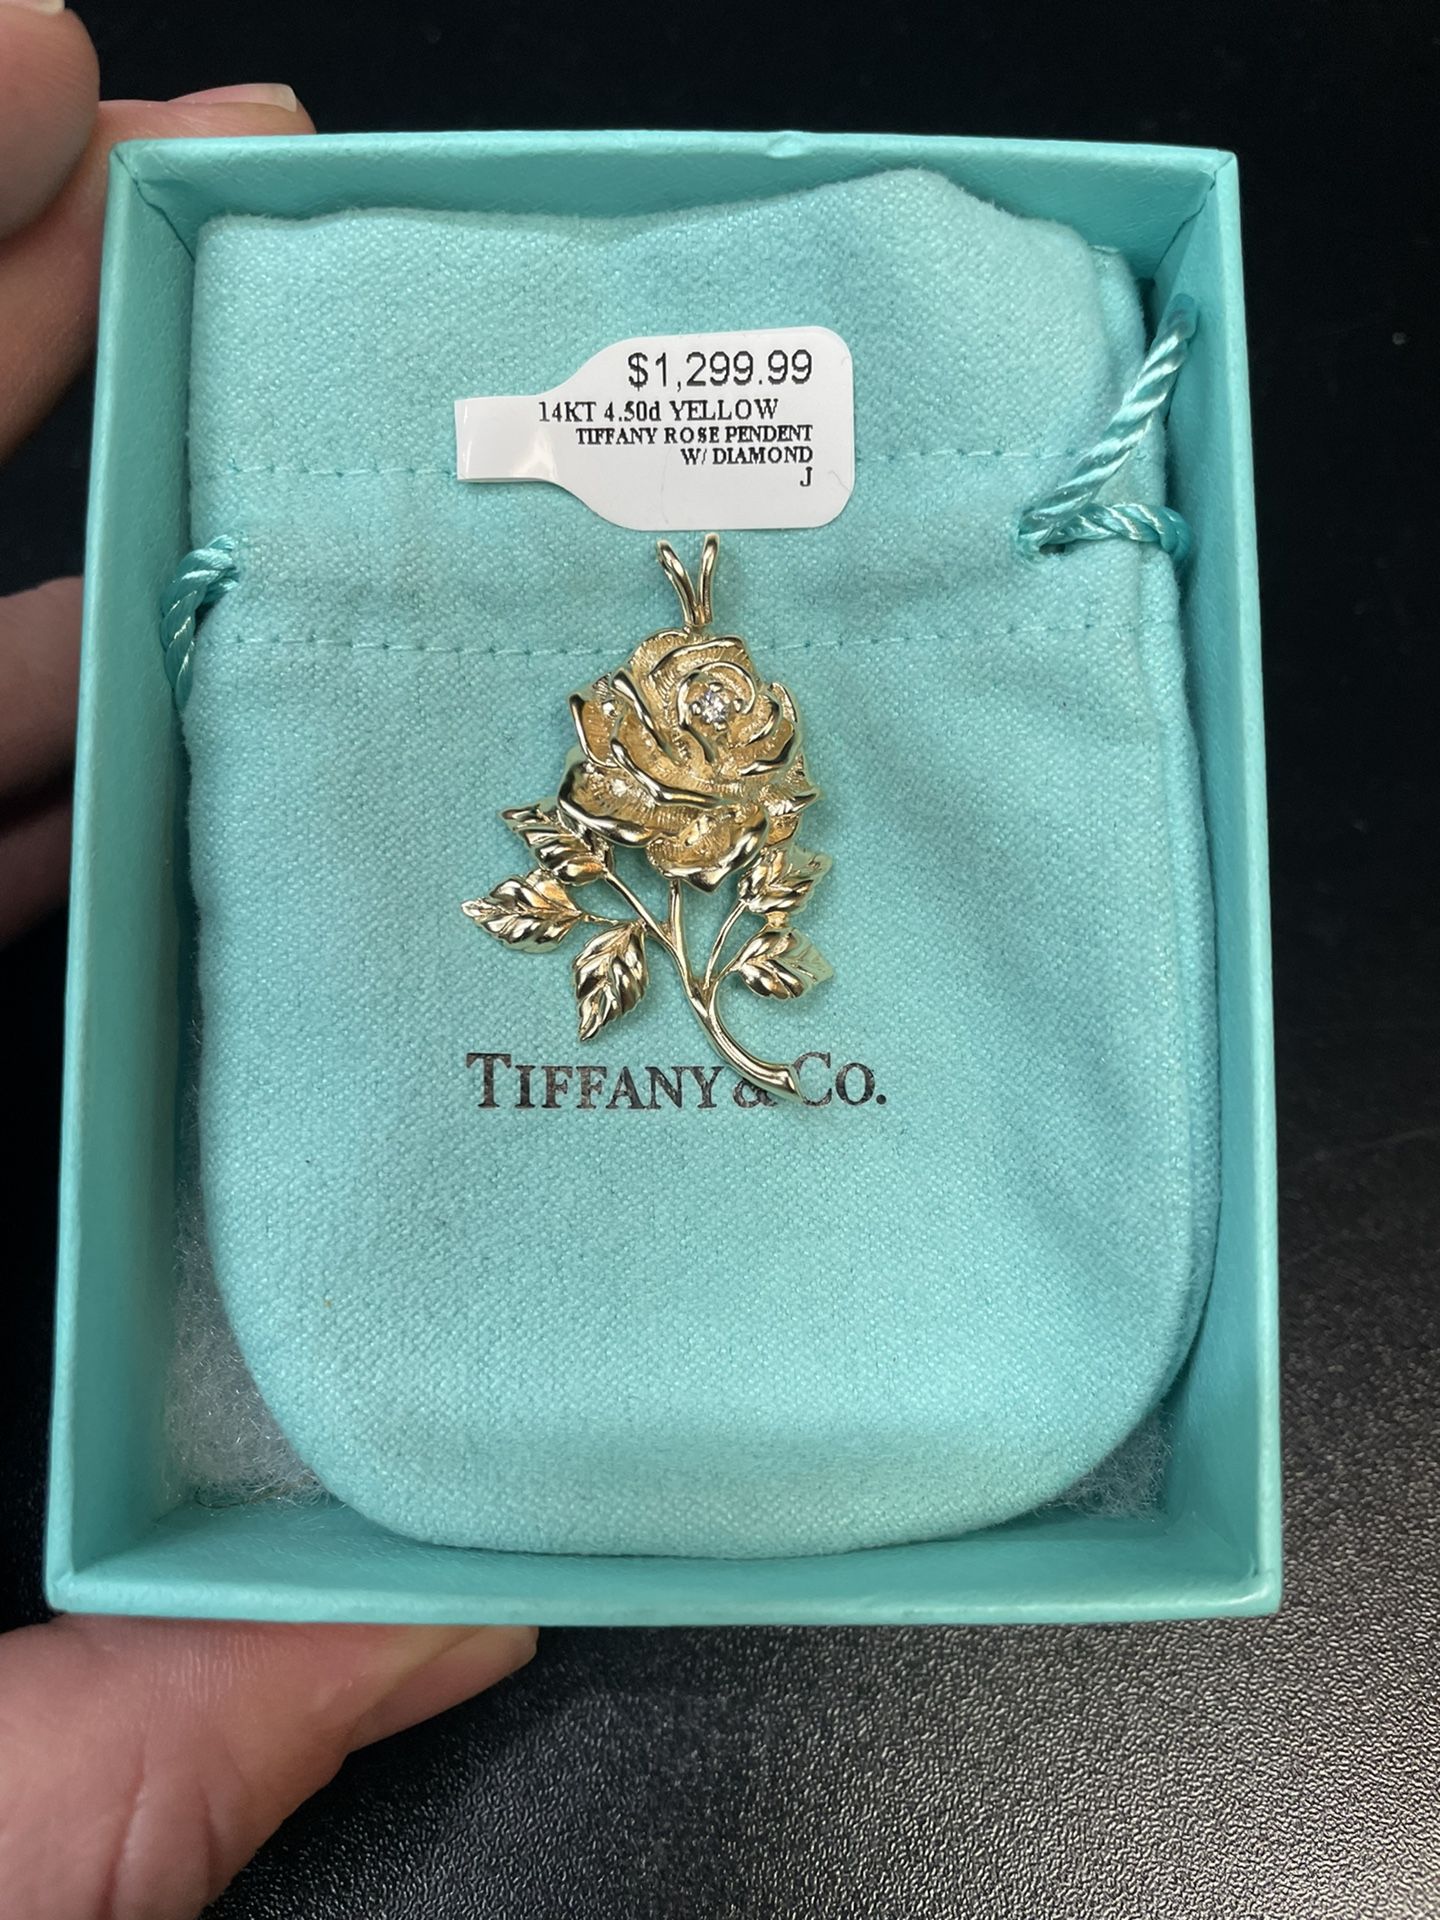 $1,299.99
14KT 4.50d YELLOW
TIFFANY ROSE PENDENT
W/ DIAMOND
J
TIFFANY & CO.